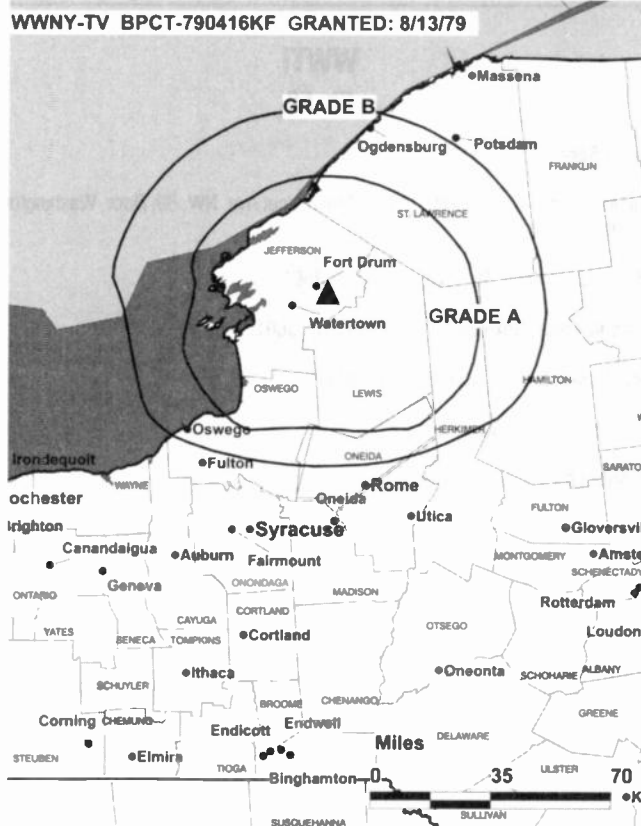 WWNY-TV BPCT-790416KF GRANTED: 8/13/79
Massena
GRADE B
Ogdensburg
Potsdam
FRANKLIN
ST. LAWRENCE
JEFFERSON
Fort Drum
Watertown
GRADE A
OSWEGO
LEWIS
HAMILTON
HERKIMER
Oswego
Irondequoit
Fulton
ONEIDA
SARATO
WAYNE
ochester
Rome
Oneida
Brighton
Syracuse
Utica
FULTON
Gloversvi
Canandaigua
Auburn
Fairmount
MONTGOMERY
Amste
SCHENECTADY
Geneva
ONONDAGA
MADISON
ONTARIO
Rotterdam
CORTLAND
CAYUGA
OTSEGO
YATES
SENECA
TOMPKINS
Cortland
Loudon
Ithaca
Oneonta
SCHOHARIE
ALBANY
SCHUYLER
BROOME
CHENANGO
GREENE
Corning
CHEMUNG
Endicott
Endwell
Miles
DELAWARE
STEUBEN
Elmira
TIOGA
ULSTER
Binghamton
0 35 70
K
SULLIVAN
SUSQUEHANNA